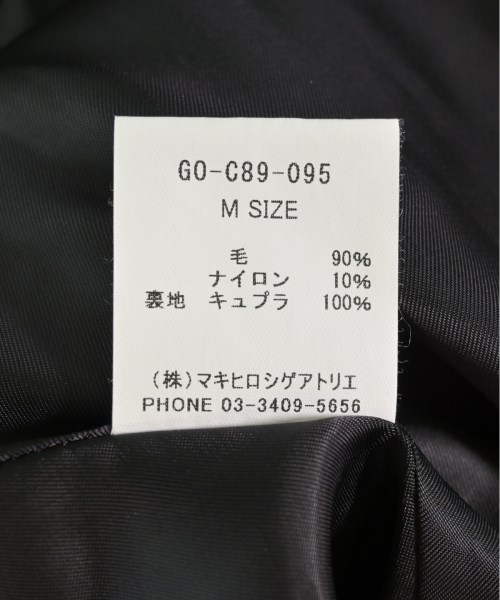 GO-C89-095
M SIZE
毛 90%
ナイロン 10%
裏地 キュプラ 100%
(株)マキヒロシゲアトリエ
PHONE 03-3409-5656